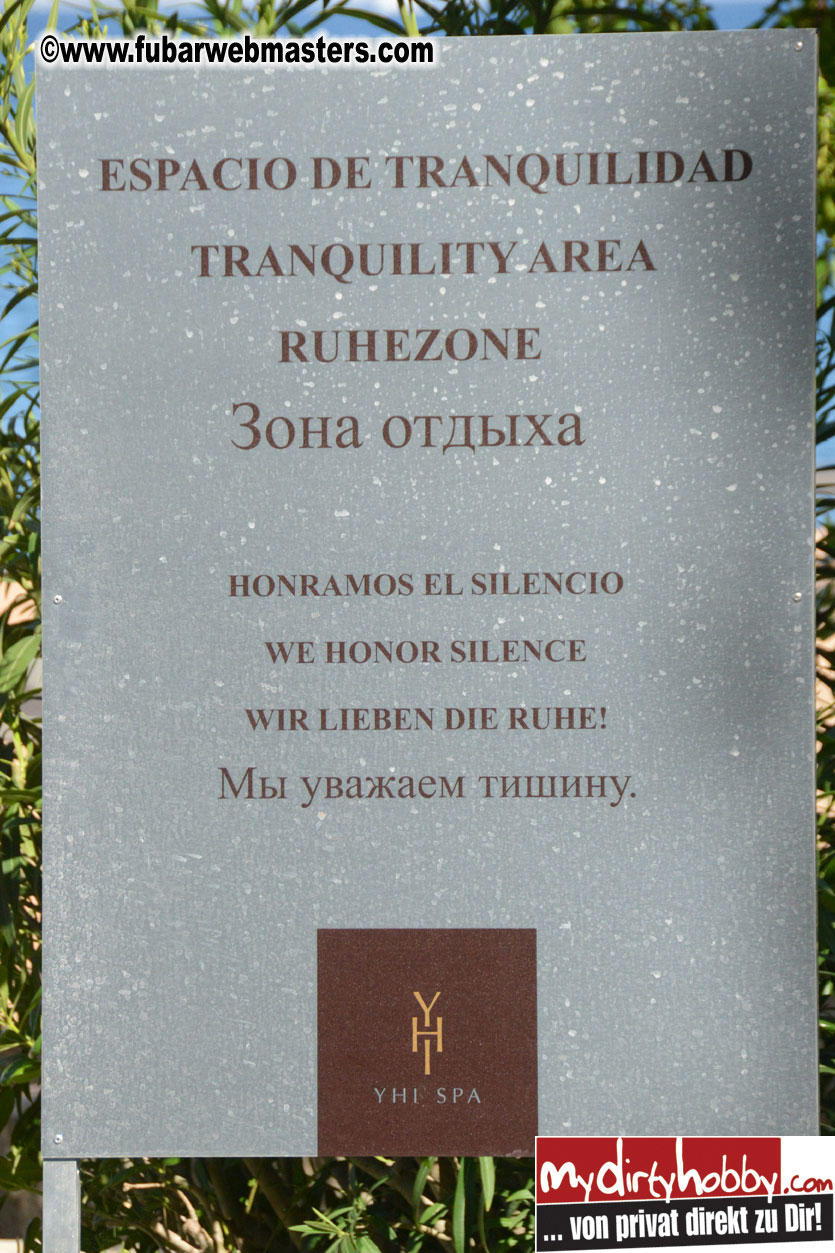 ©www.fubarwebmasters.com
ESPACIO DE TRANQUILIDAD
TRANQUILITY AREA
RUHEZONE
Зона отдыха
HONRAMOS EL SILENCIO
WE HONOR SILENCE
WIR LIEBEN DIE RUHE!
Мы уважаем тишину.
YHI
YHI SPA
mydirtyhobby.com
... von privat direkt zu Dir!